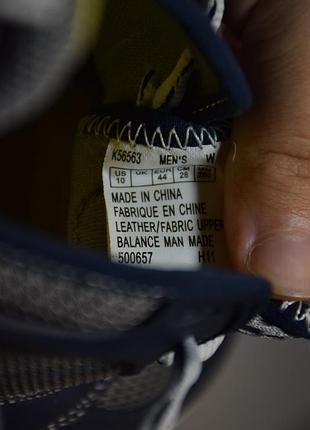 K56563 MEN'S W
US UK EUR CM
10 44 28
MADE IN CHINA
FABRIQUE EN CHINE
LEATHER/FABRIC UPPER
BALANCE MAN MADE
500657 H11